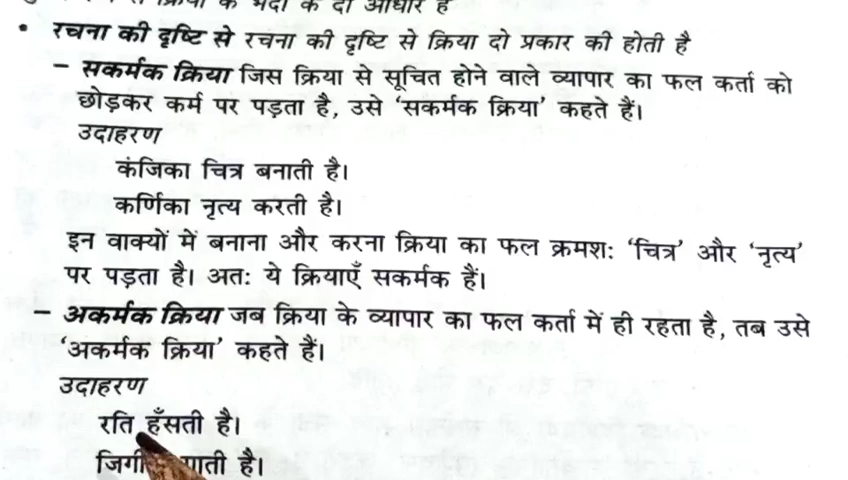 से क्रिया के भेदों के दो आधार हैं
• रचना की दृष्टि से रचना की दृष्टि से क्रिया दो प्रकार की होती है
– सकर्मक क्रिया जिस क्रिया से सूचित होने वाले व्यापार का फल कर्ता को
छोड़कर कर्म पर पड़ता है, उसे ‘सकर्मक क्रिया’ कहते हैं।
उदाहरण
कंजिका चित्र बनाती है।
कर्णिका नृत्य करती है।
इन वाक्यों में बनाना और करना क्रिया का फल क्रमशः ‘चित्र’ और ‘नृत्य’
पर पड़ता है। अतः ये क्रियाएँ सकर्मक हैं।
– अकर्मक क्रिया जब क्रिया के व्यापार का फल कर्ता में ही रहता है, तब उसे
‘अकर्मक क्रिया’ कहते हैं।
उदाहरण
रति हँसती है।
गाती है।